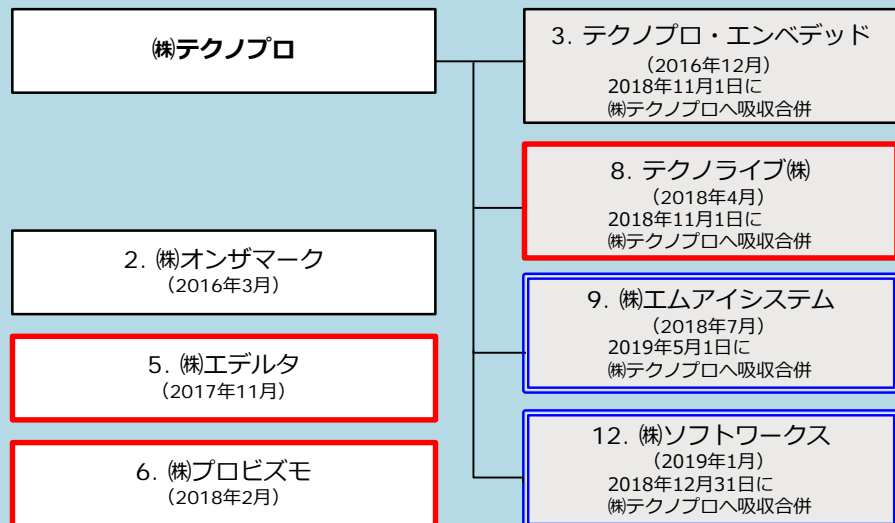 ㈱テクノプロ
2. ㈱オンザマーク
（2016年3月）
5. ㈱エデルタ
（2017年11月）
6. ㈱プロビズモ
（2018年2月）
3. テクノプロ・エンベデッド
（2016年12月）
2018年11月1日に
㈱テクノプロへ吸収合併
8. テクノライブ㈱
（2018年4月）
2018年11月1日に
㈱テクノプロへ吸収合併
9. ㈱エムアイシステム
（2018年7月）
2019年5月1日に
㈱テクノプロへ吸収合併
12. ㈱ソフトワークス
（2019年1月）
2018年12月31日に
㈱テクノプロへ吸収合併